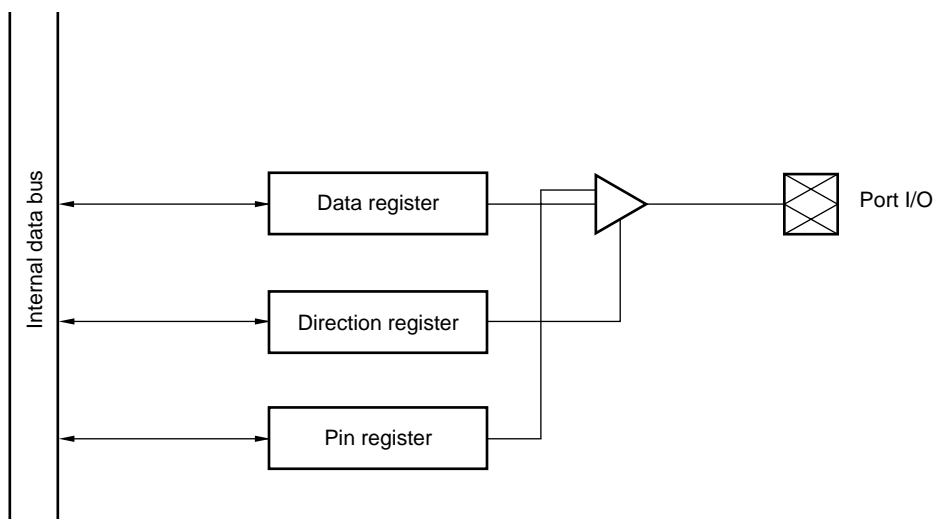 Internal data bus
Data register
Port I/O
Direction register
Pin register